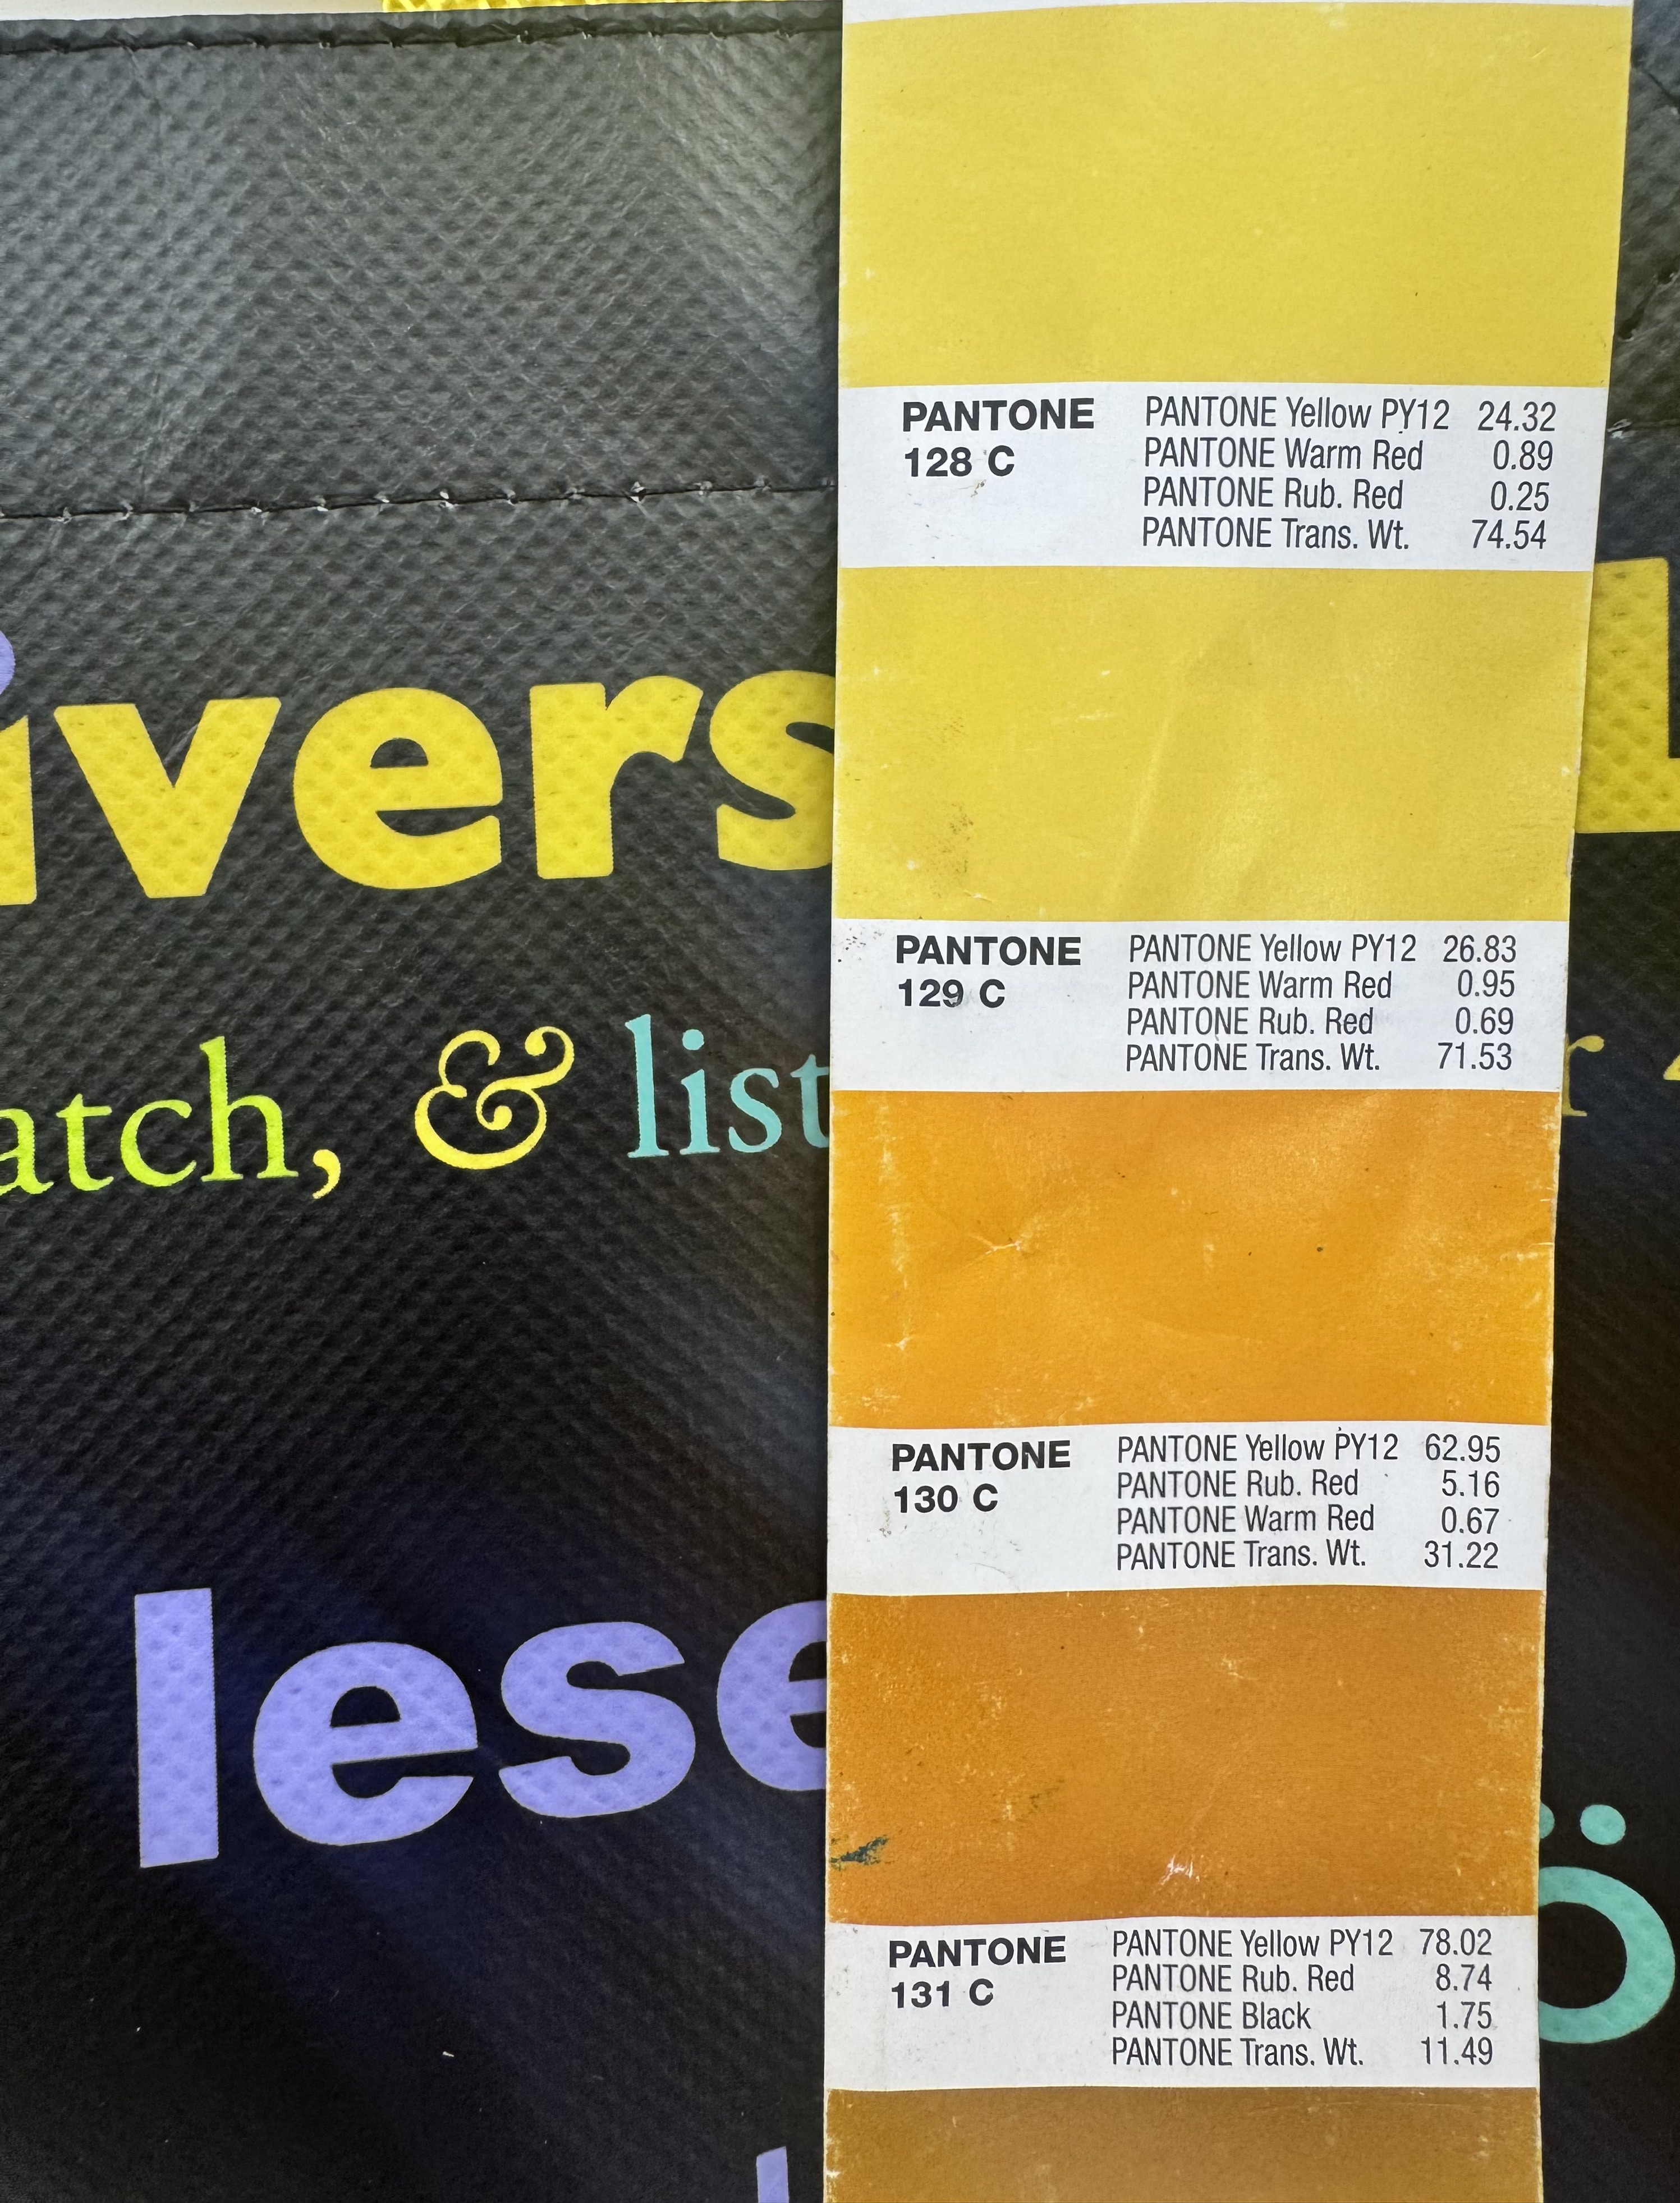 PANTONE
128 C
PANTONE Yellow PY12 24.32
PANTONE Warm Red 0.89
PANTONE Rub. Red 0.25
PANTONE Trans. Wt. 74.54
ivers
L
PANTONE
129 C
PANTONE Yellow PY12 26.83
PANTONE Warm Red 0.95
PANTONE Rub. Red 0.69
PANTONE Trans. Wt. 71.53
atch, & list
r
PANTONE
130 C
PANTONE Yellow PY12 62.95
PANTONE Rub. Red 5.16
PANTONE Warm Red 0.67
PANTONE Trans. Wt. 31.22
lese
ö
PANTONE
131 C
PANTONE Yellow PY12 78.02
PANTONE Rub. Red 8.74
PANTONE Black 1.75
PANTONE Trans. Wt. 11.49